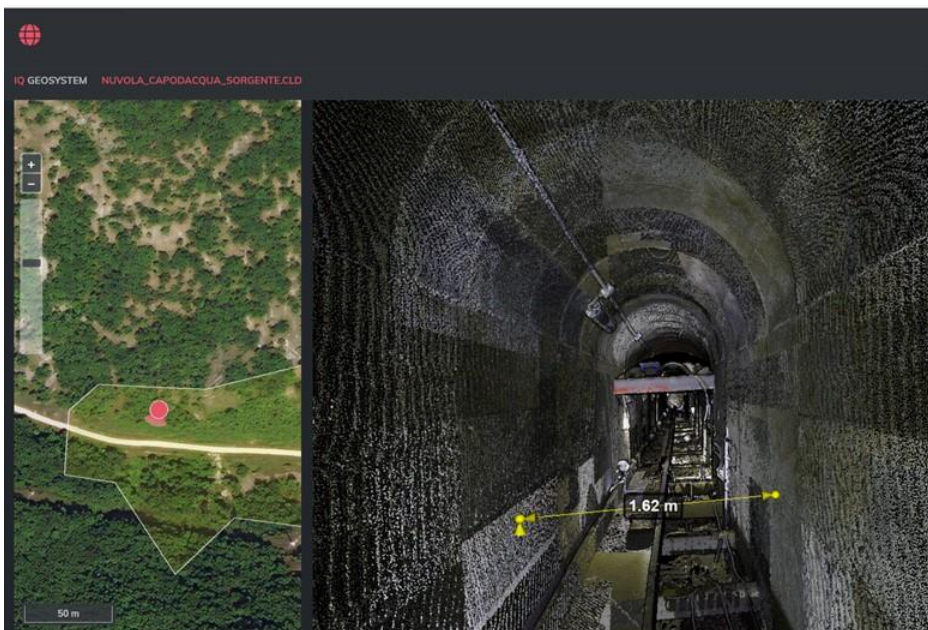 IQ GEOSYSTEM NUVOLA_CAPODACQUA_SORGENTE.CLD
+
−
1.62 m
50 m